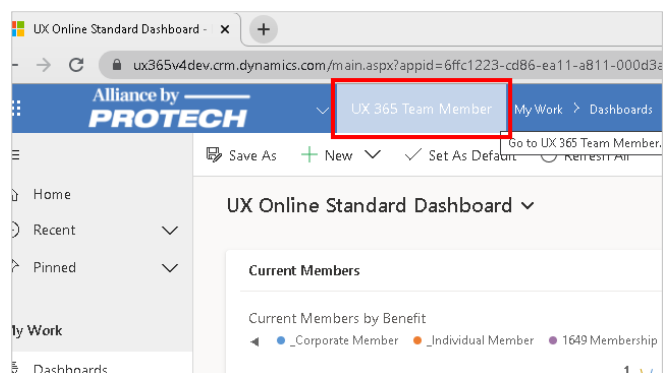 UX Online Standard Dashboard -
ux365v4dev.crm.dynamics.com/main.aspx?appid=6ffc1223-cd86-ea11-a811-000d3a
Alliance by
PROTECH
UX 365 Team Member
My Work > Dashboards
Go to UX 365 Team Member.
Save As
New
Set As Default
Refresh All
Home
Recent
Pinned
My Work
Dashboards
UX Online Standard Dashboard
Current Members
Current Members by Benefit
_Corporate Member
_Individual Member
1649 Membership
1